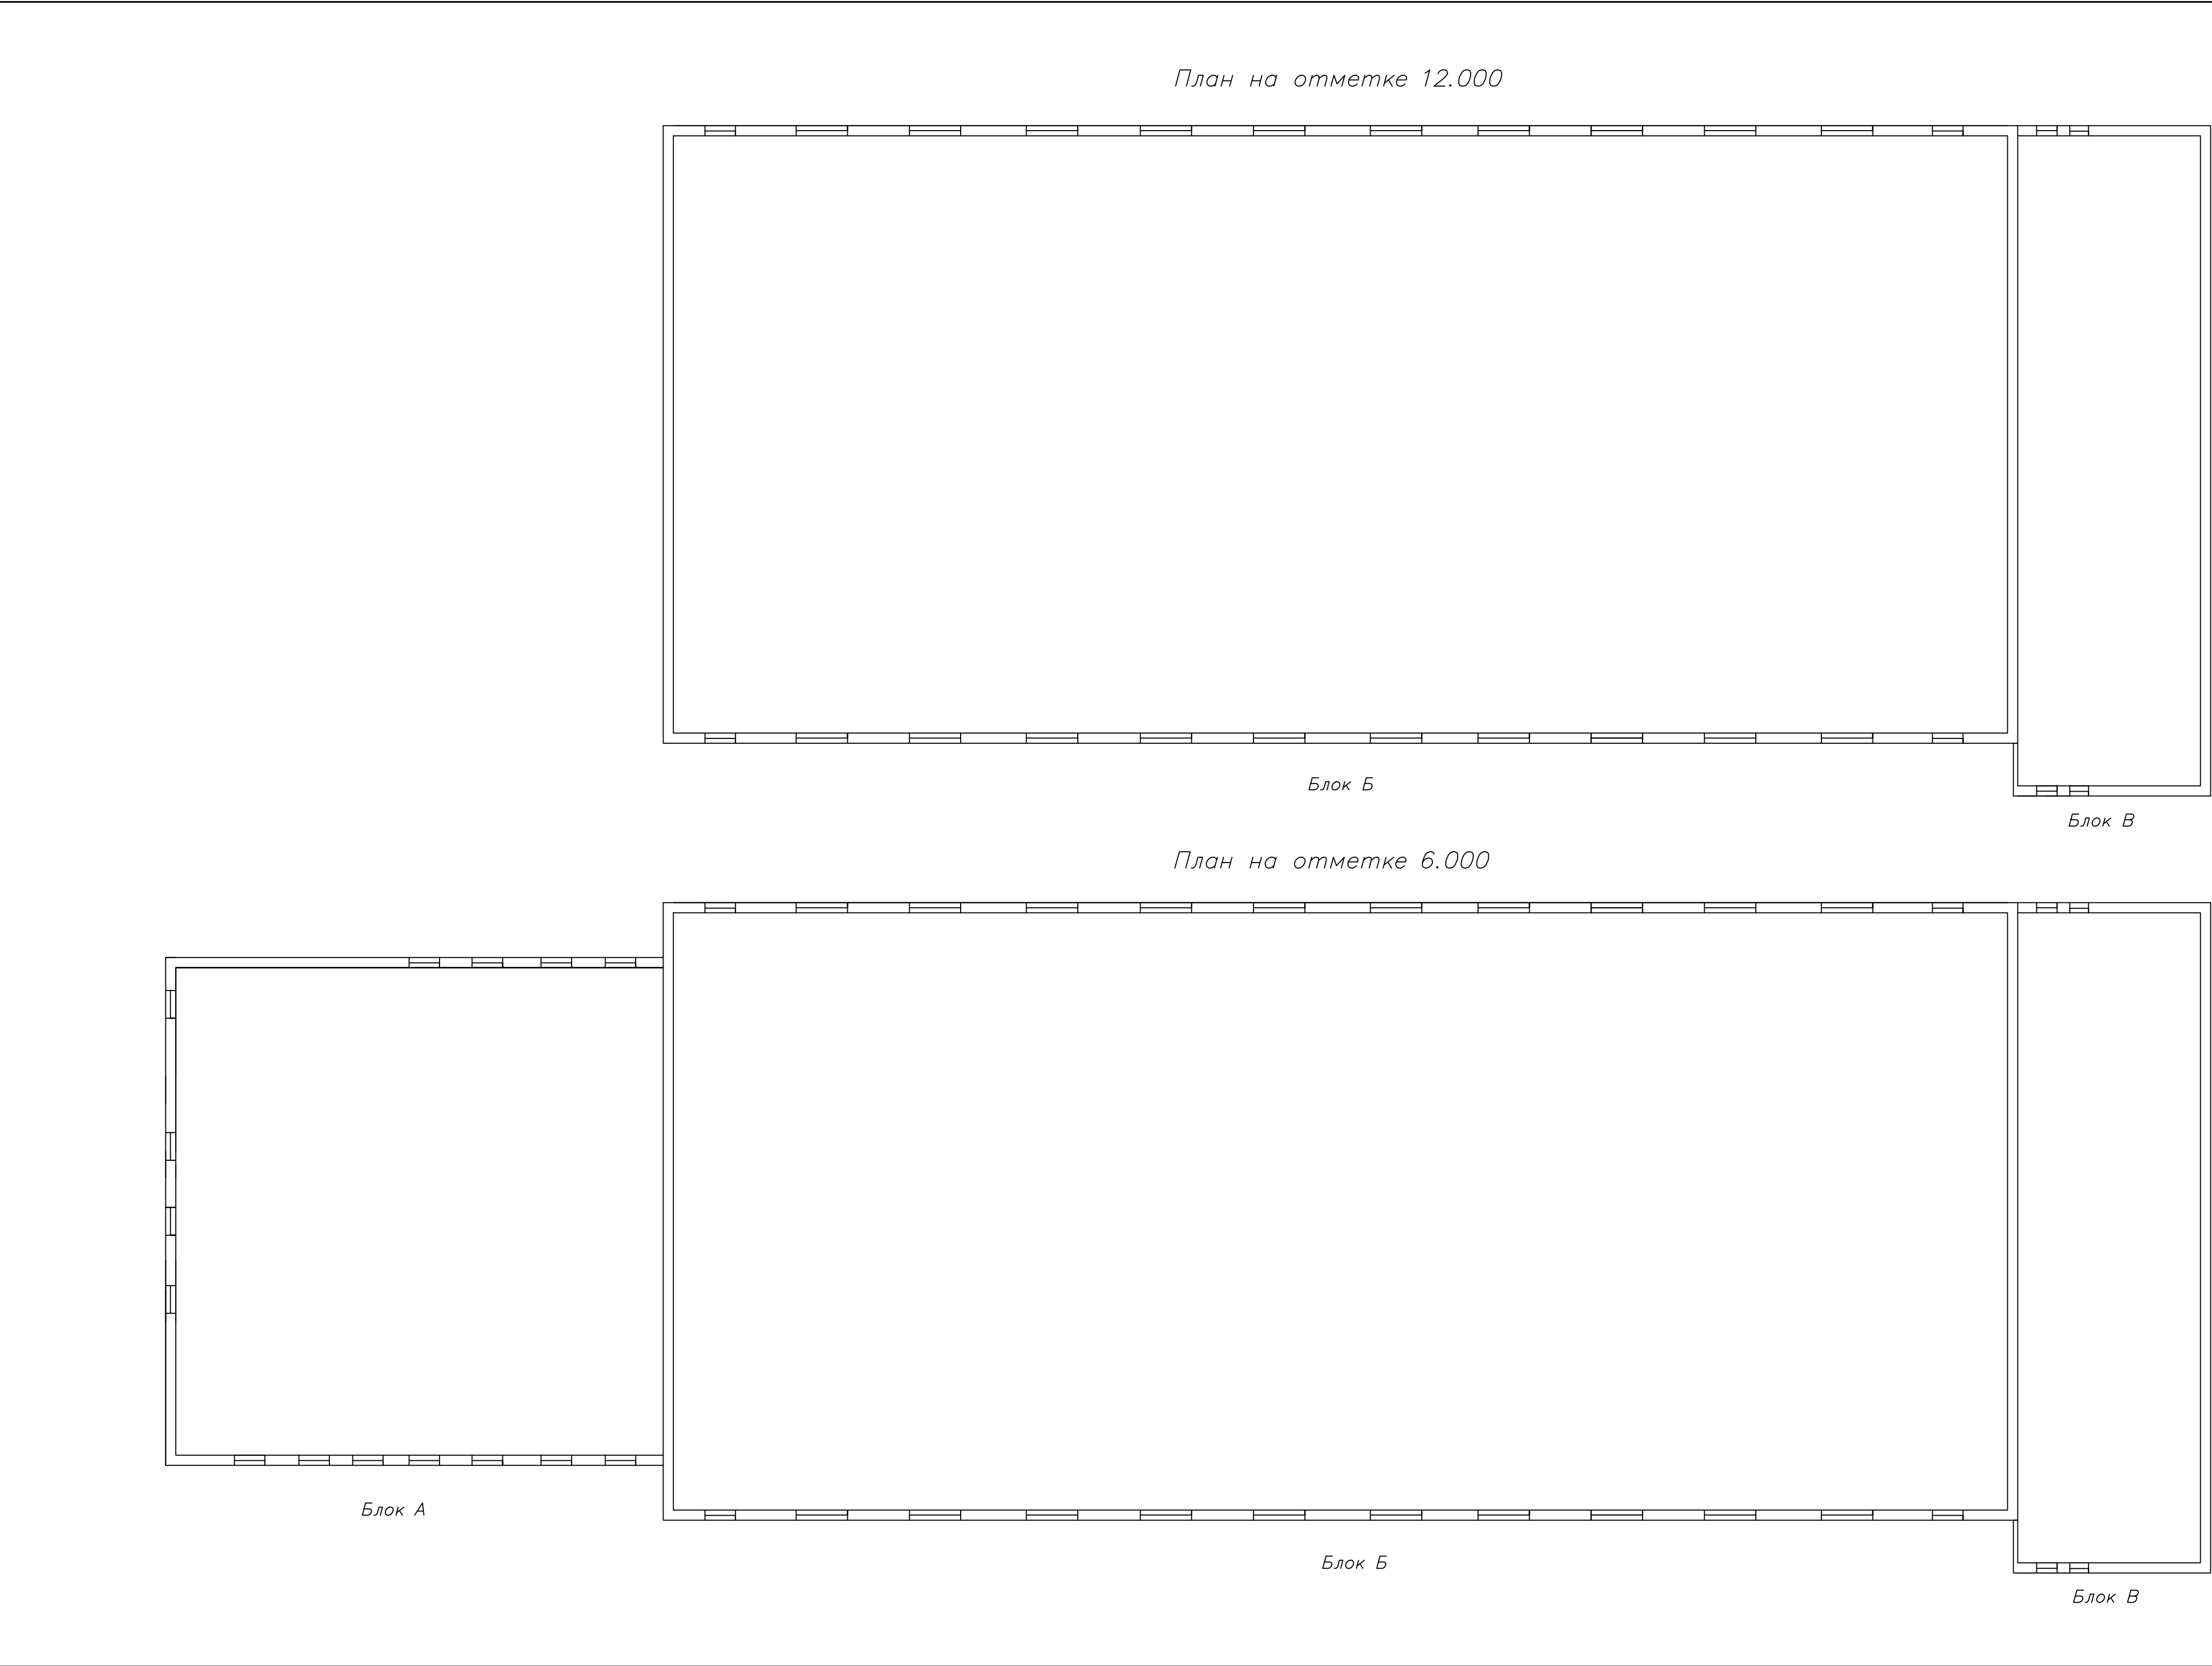 План на отметке 12.000
Блок Б
Блок В
План на отметке 6.000
Блок А
Блок Б
Блок В